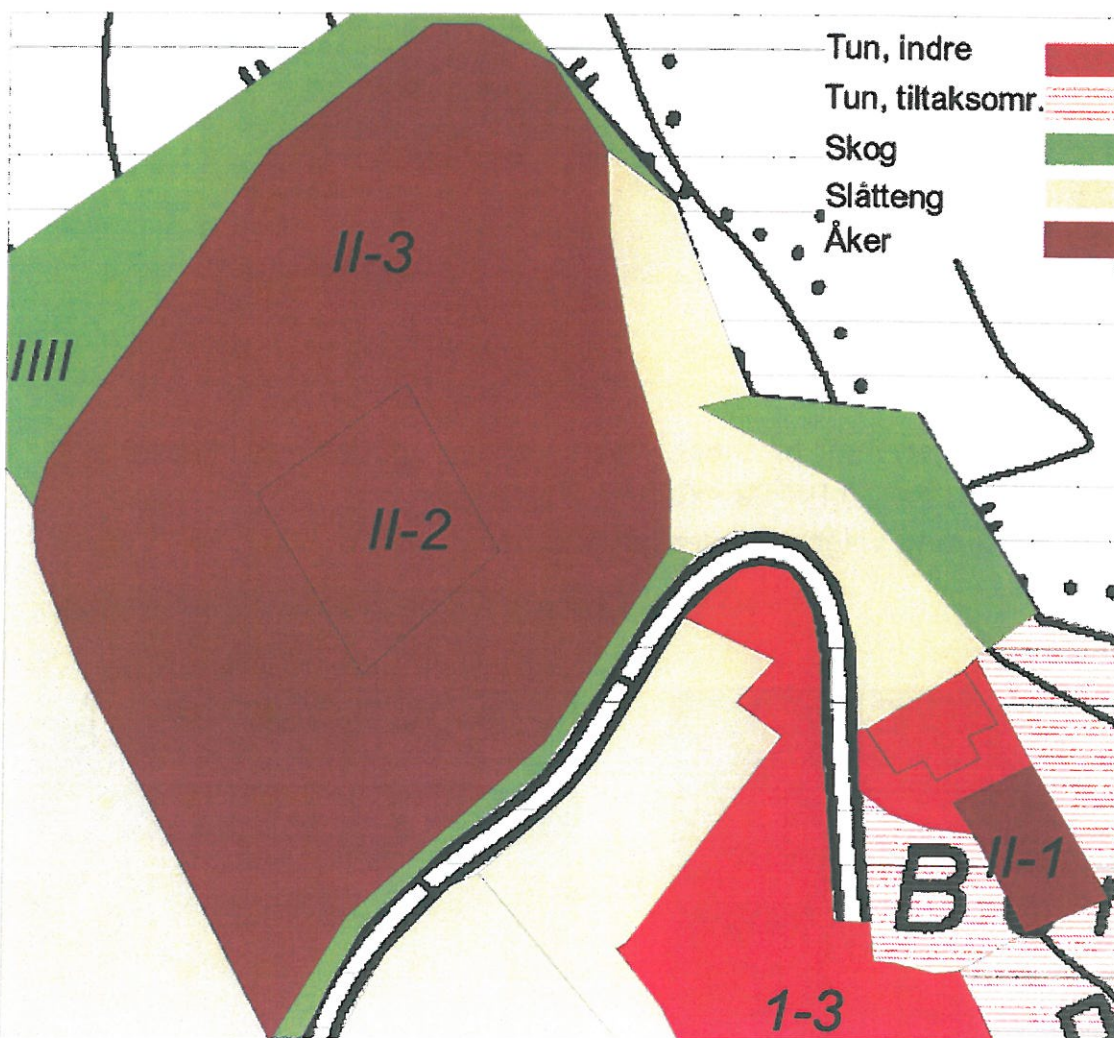 Tun, indre
Tun, tiltaksomr.
Skog
Slåtteng
Åker
II-3
IIII
II-2
II-1
B
1-3